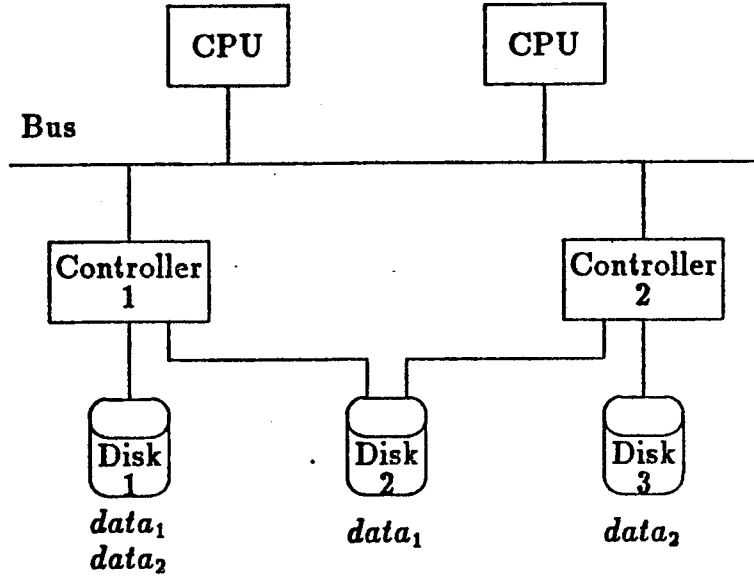 CPU
CPU
Bus
Controller
1
Controller
2
Disk
1
Disk
2
Disk
3
data₁
data₂
data₁
data₂